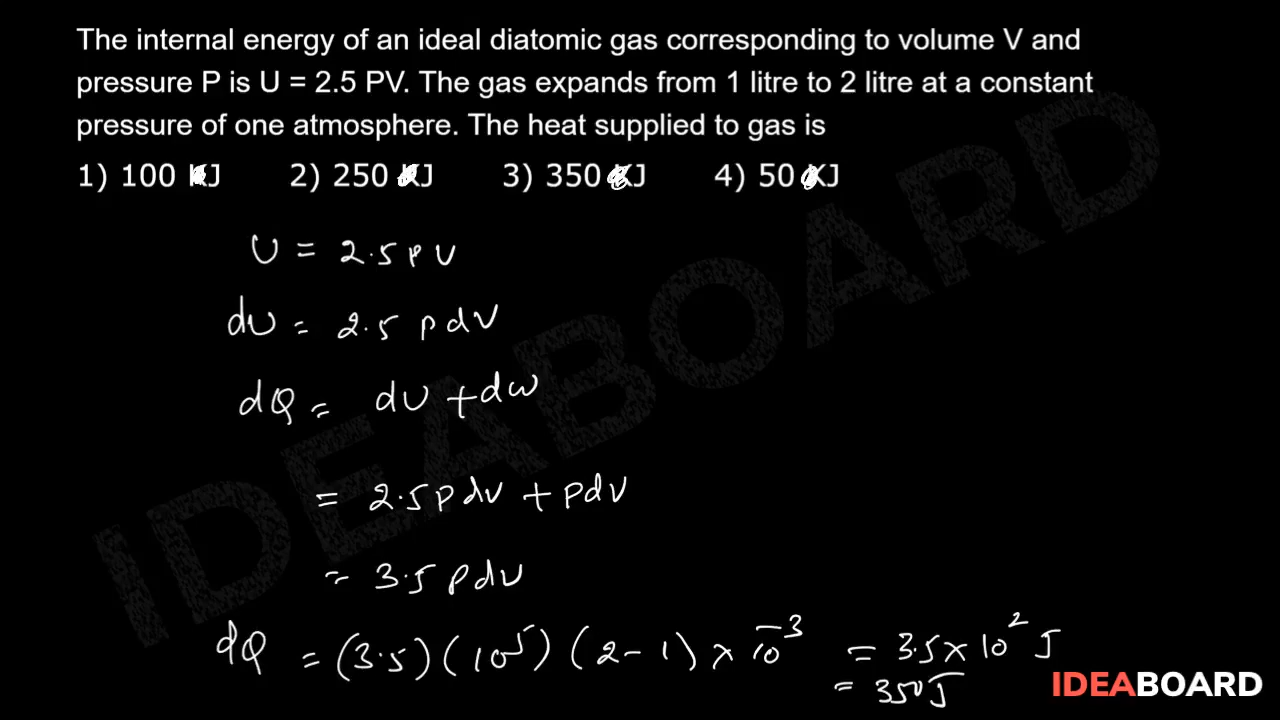 The internal energy of an ideal diatomic gas corresponding to volume V and
pressure P is U = 2.5 PV. The gas expands from 1 litre to 2 litre at a constant
pressure of one atmosphere. The heat supplied to gas is
1) 100 KJ 2) 250 KJ 3) 350 KJ 4) 50 KJ
U = 2.5 PV
dU = 2.5 PdV
dQ = dU + dw
= 2.5 Pdv + Pdv
= 3.5 Pdv
dQ = (3.5) (10⁵) (2-1) × 10⁻³ = 3.5 × 10² J
= 350 J
IDEABOARD
IDEABOARD